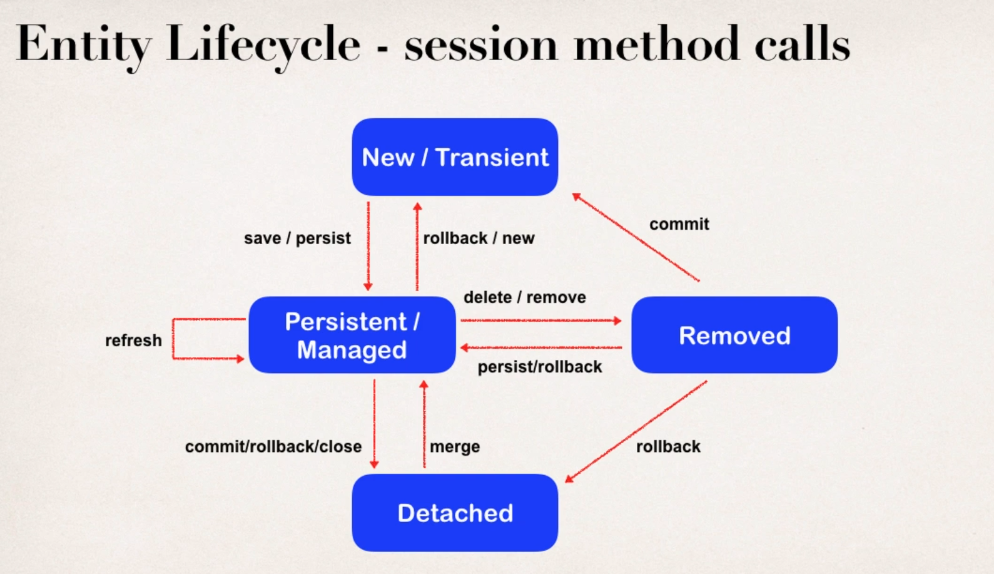 Entity Lifecycle - session method calls
New / Transient
save / persist
rollback / new
commit
delete / remove
Persistent /
Managed
Removed
refresh
persist/rollback
commit/rollback/close
merge
rollback
Detached